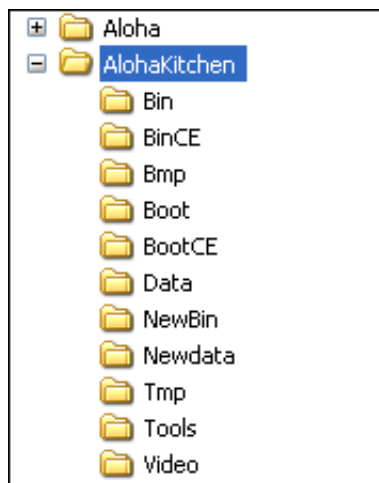 Aloha
AlohaKitchen
Bin
BinCE
Bmp
Boot
BootCE
Data
NewBin
Newdata
Tmp
Tools
Video